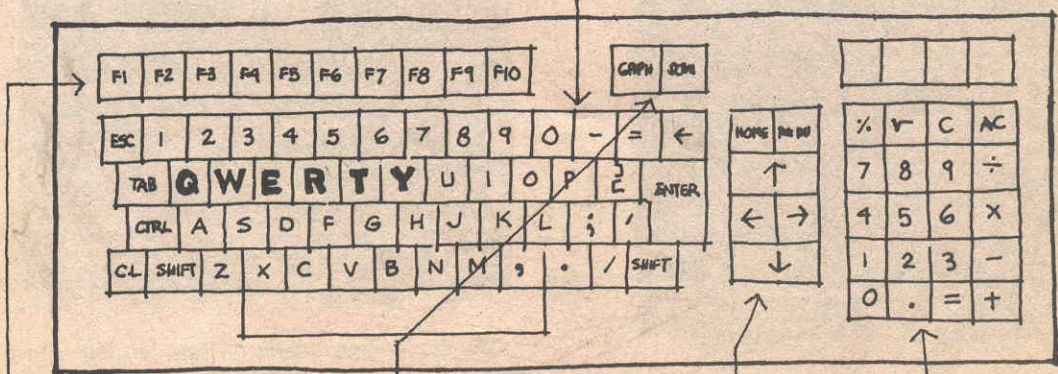 F1 F2 F3 F4 F5 F6 F7 F8 F9 F10 GRPH
ESC 1 2 3 4 5 6 7 8 9 0 - = ←
TAB Q W E R T Y U I O P ENTER
CTRL A S D F G H J K L ; /
CL SHIFT Z X C V B N M , . / SHIFT
HOME
↑
← →
↓
% √ C AC
7 8 9 ÷
4 5 6 ×
1 2 3 -
0 . = +